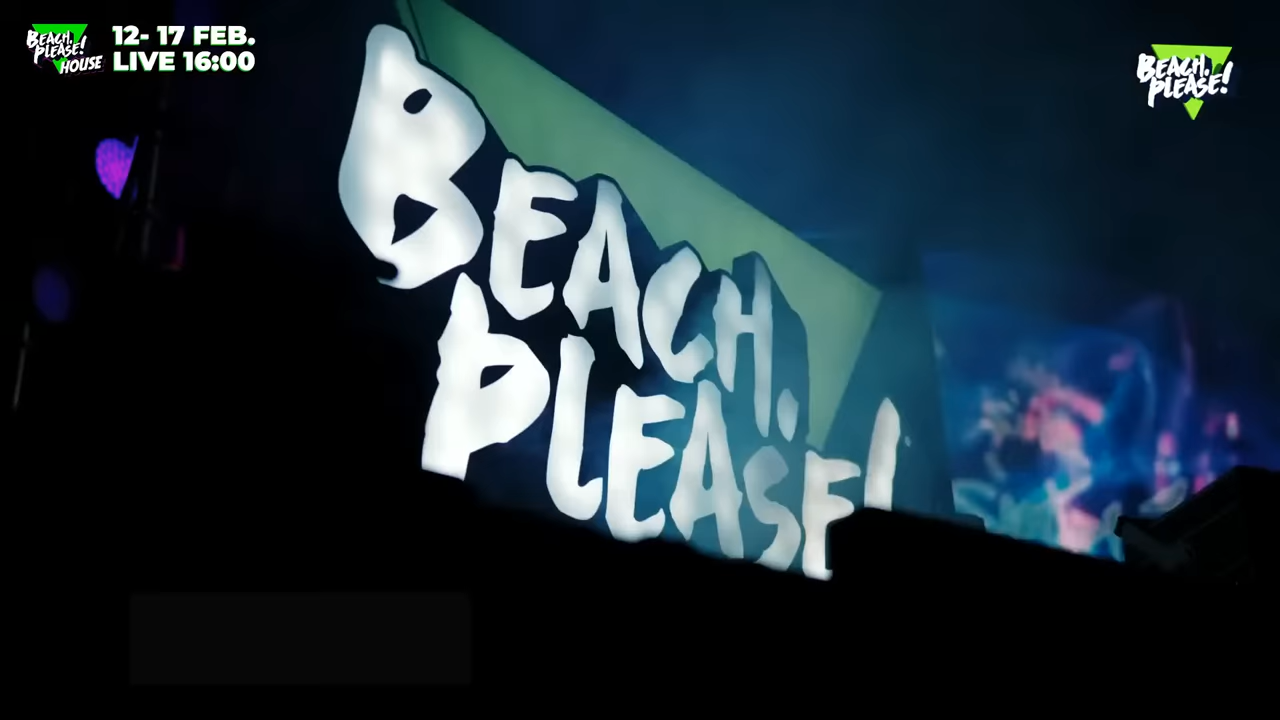 BEACH,
PLEASE!
HOUSE
12- 17 FEB.
LIVE 16:00
BEACH,
PLEASE!
BEACH.
PLEASE!